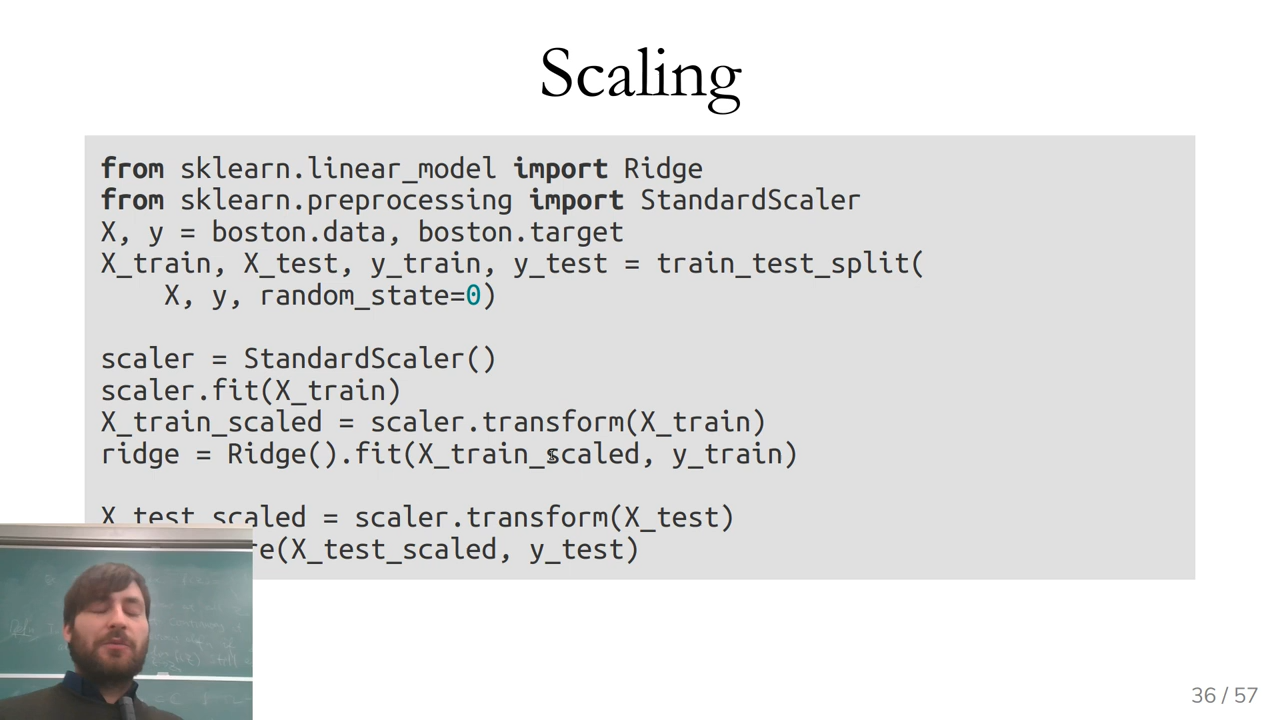 Scaling
from sklearn.linear_model import Ridge
from sklearn.preprocessing import StandardScaler
X, y = boston.data, boston.target
X_train, X_test, y_train, y_test = train_test_split(
    X, y, random_state=0)
scaler = StandardScaler()
scaler.fit(X_train)
X_train_scaled = scaler.transform(X_train)
ridge = Ridge().fit(X_train_scaled, y_train)
X_test_scaled = scaler.transform(X_test)
re(X_test_scaled, y_test)
36 / 57